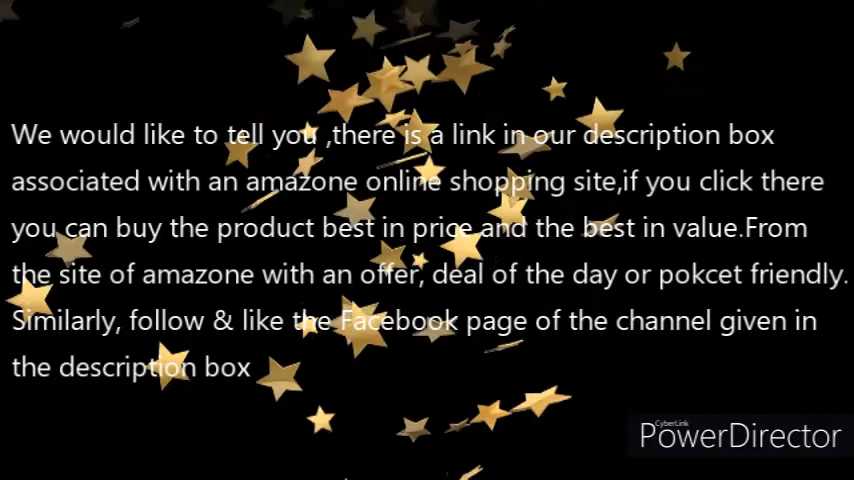 We would like to tell you ,there is a link in our description box
associated with an amazone online shopping site,if you click there
you can buy the product best in price and the best in value.From
the site of amazone with an offer, deal of the day or pokcet friendly.
Similarly, follow & like the Facebook page of the channel given in
the description box
CyberLink
PowerDirector